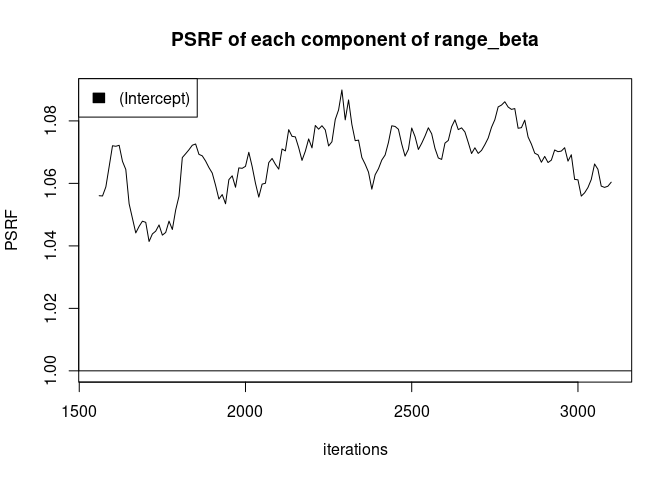 PSRF of each component of range_beta
(Intercept)
PSRF
1.08
1.06
1.04
1.02
1.00
1500 2000 2500 3000
iterations